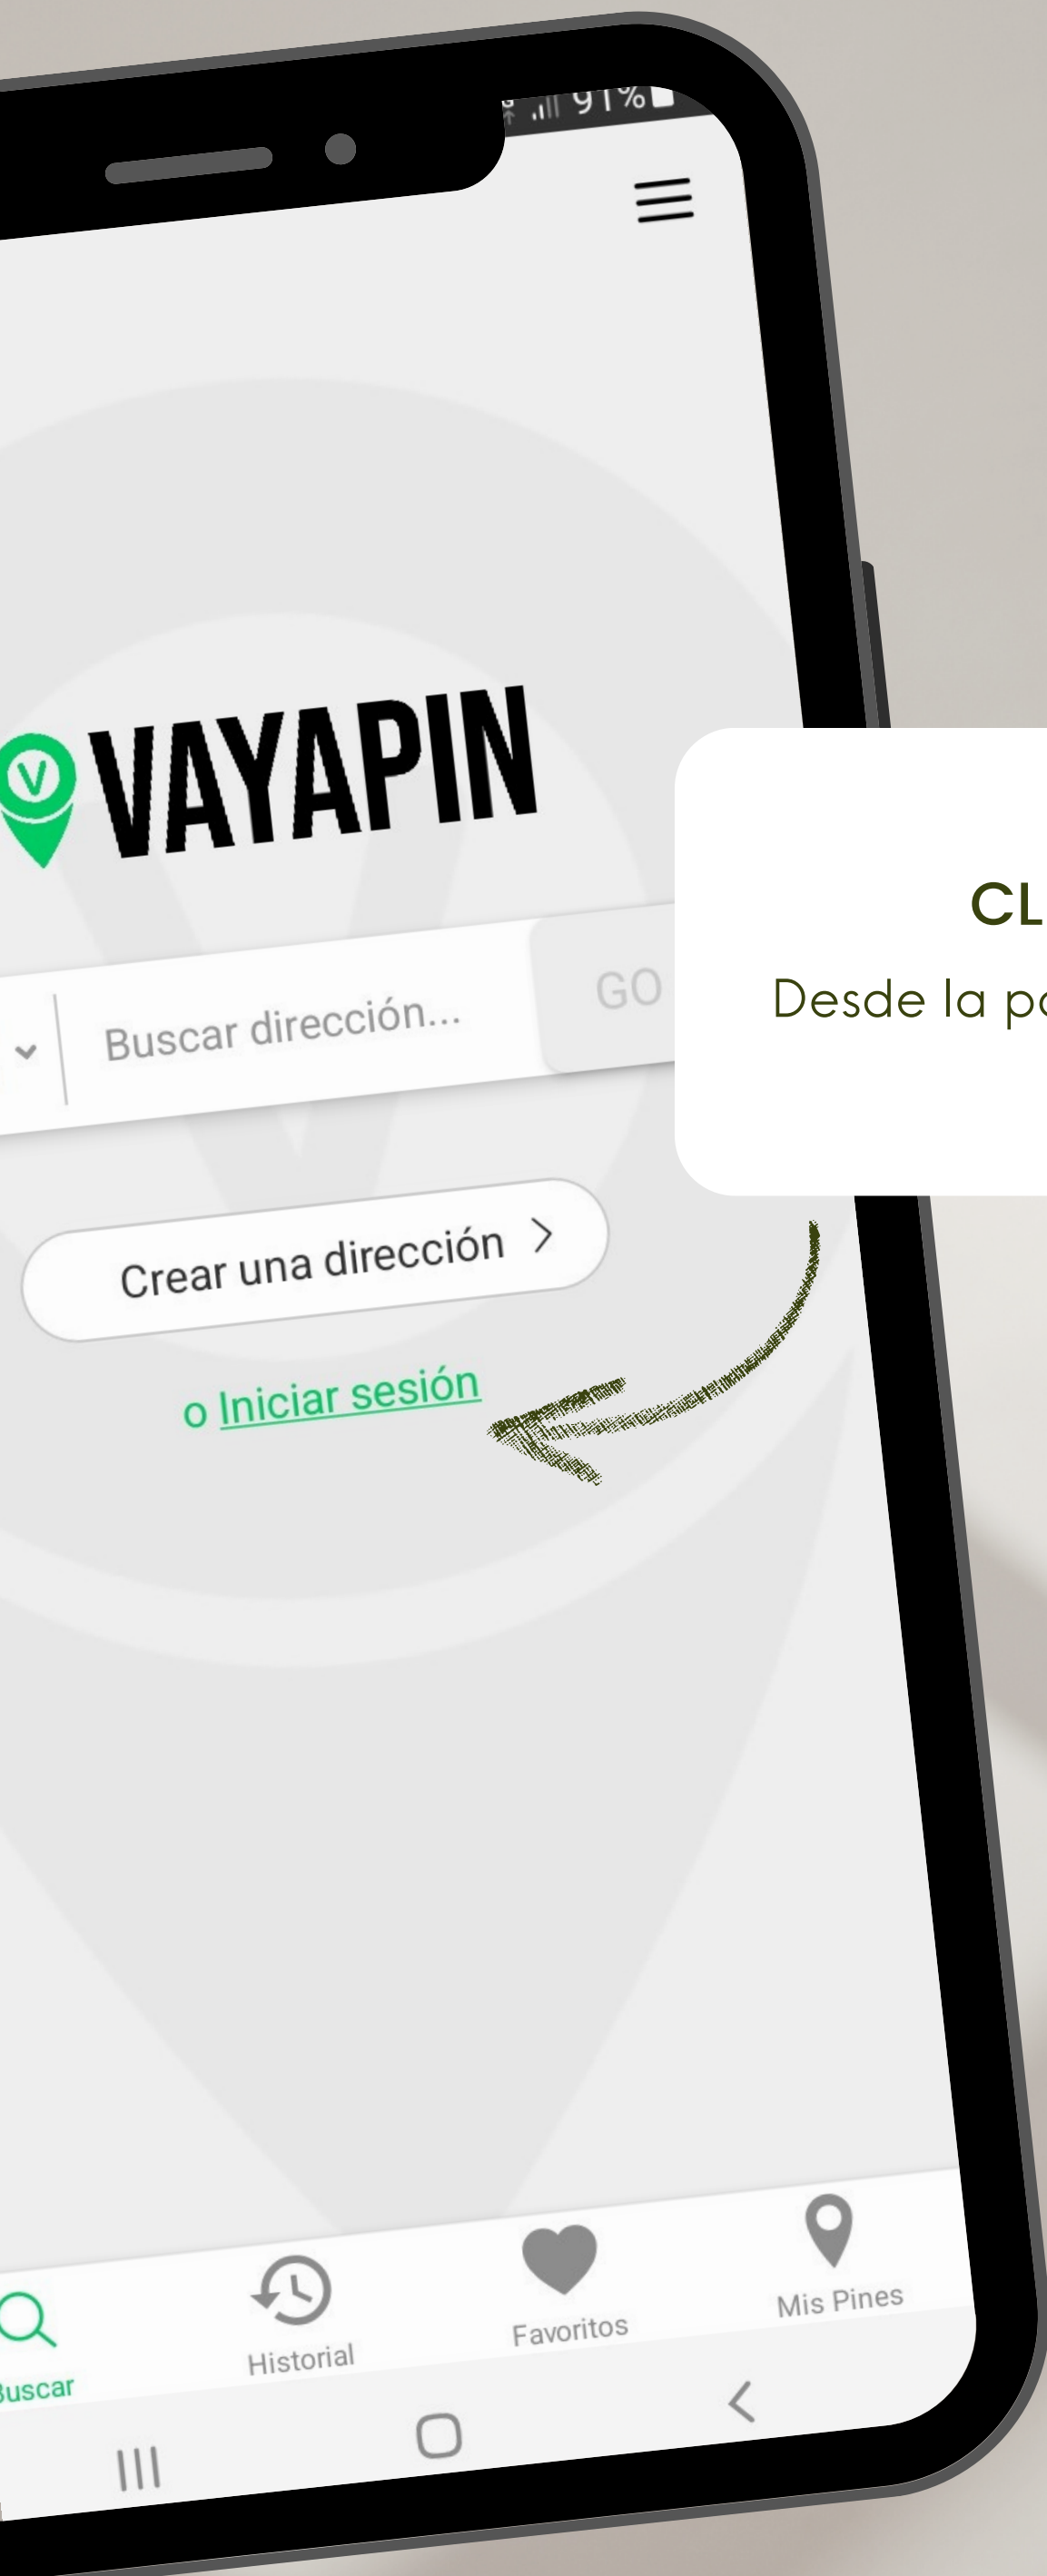 91%
VAYAPIN
Buscar dirección...
GO
Crear una dirección
o Iniciar sesión
CL
Desde la pa
Buscar
Historial
Favoritos
Mis Pines